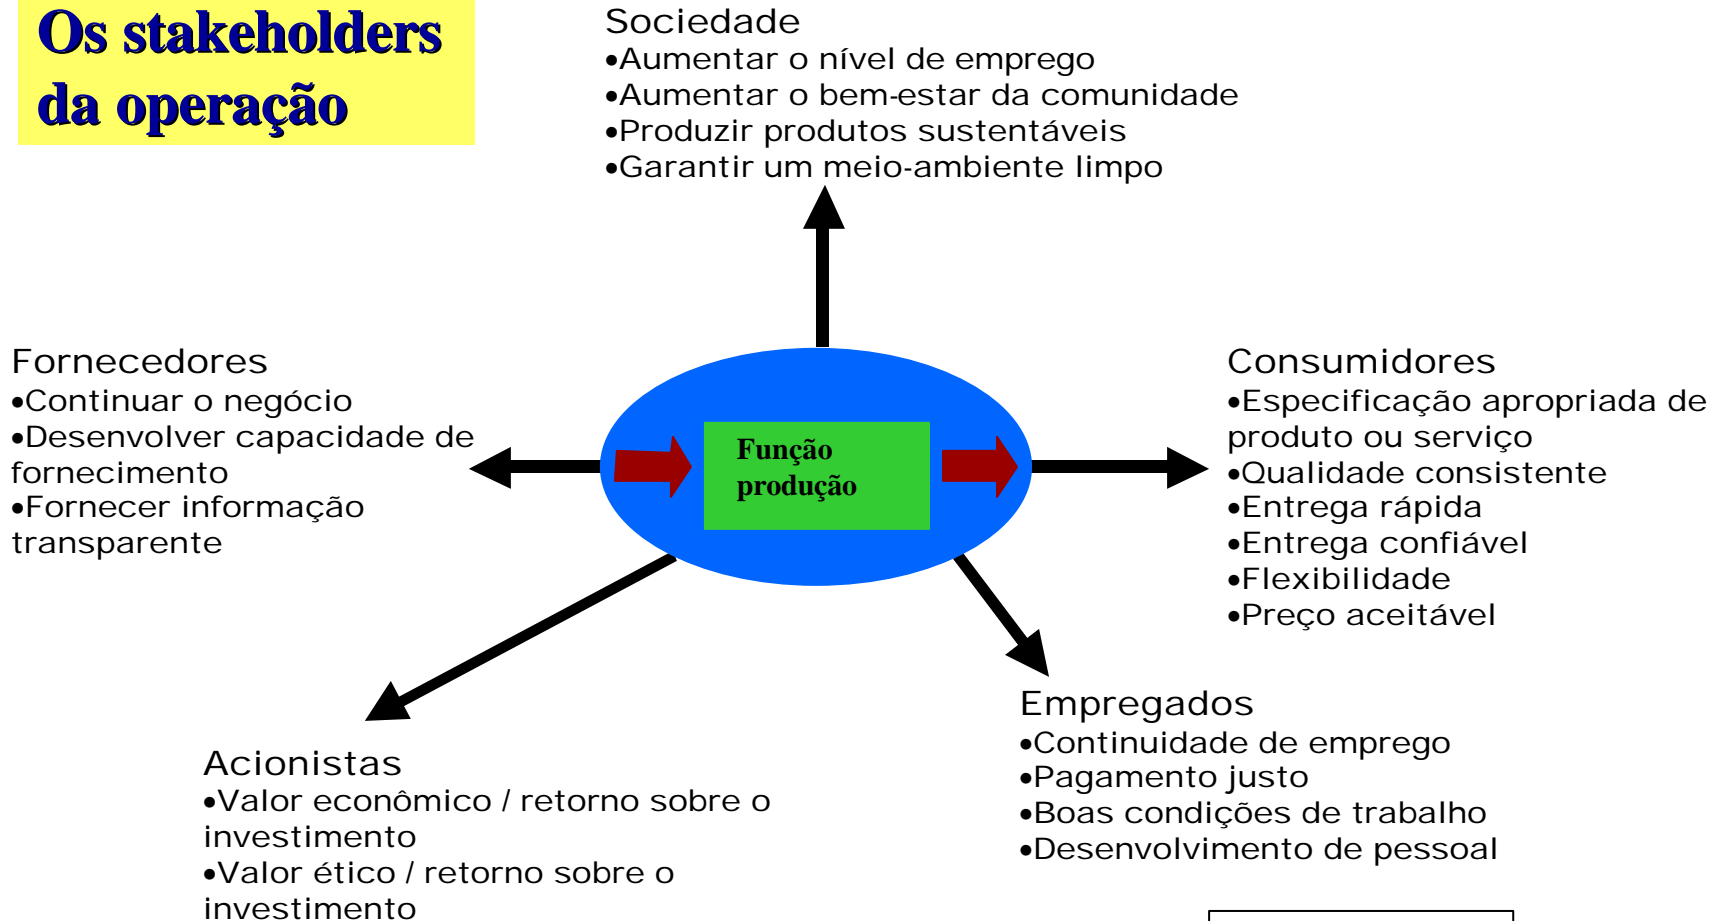 Os stakeholders
da operação
Sociedade
•Aumentar o nível de emprego
•Aumentar o bem-estar da comunidade
•Produzir produtos sustentáveis
•Garantir um meio-ambiente limpo
Fornecedores
•Continuar o negócio
•Desenvolver capacidade de
fornecimento
•Fornecer informação
transparente
Função
produção
Consumidores
•Especificação apropriada de
produto ou serviço
•Qualidade consistente
•Entrega rápida
•Entrega confiável
•Flexibilidade
•Preço aceitável
Acionistas
•Valor econômico / retorno sobre o
investimento
•Valor ético / retorno sobre o
investimento
Empregados
•Continuidade de emprego
•Pagamento justo
•Boas condições de trabalho
•Desenvolvimento de pessoal